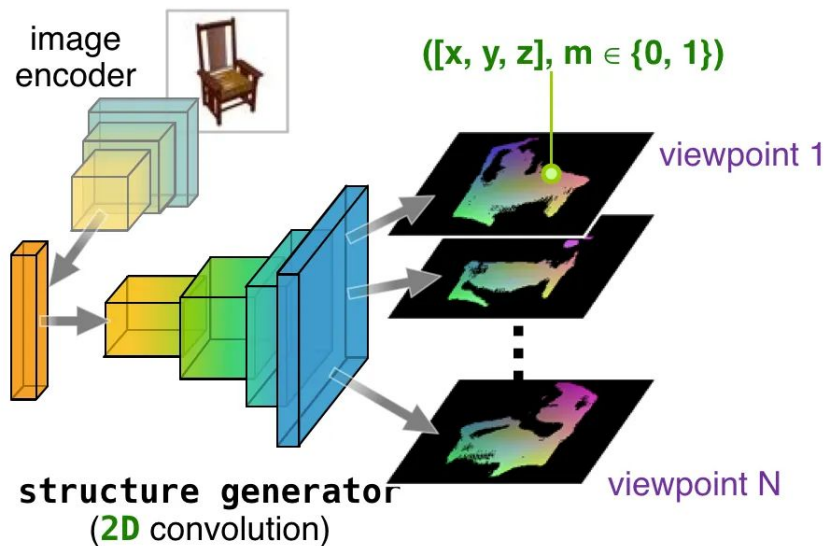 image
encoder
([x, y, z], m ∈ {0, 1})
viewpoint 1
viewpoint N
structure generator
(2D convolution)